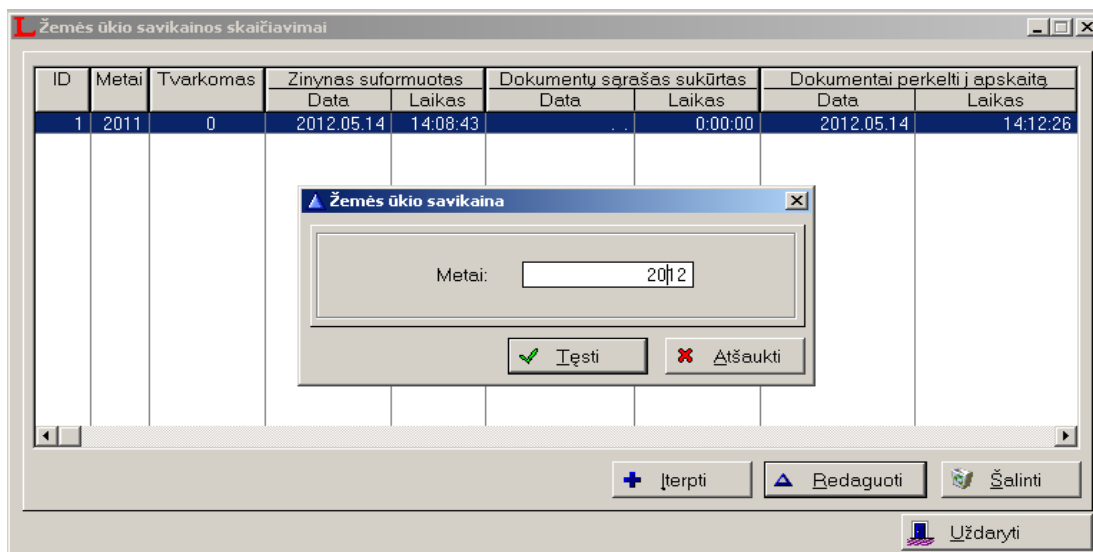 L Žemės ūkio savikainos skaičiavimai
ID Metai Tvarkomas Zinynas suformuotas Dokumentų sąrašas sukūrtas Dokumentai perkelti į apskaitą
Data Laikas Data Laikas Data Laikas
1 2011 0 2012.05.14 14:08:43 . . 0:00:00 2012.05.14 14:12:26
Žemės ūkio savikaina
Metai: 2012
Tęsti Atšaukti
Įterpti Redaguoti Šalinti
Uždaryti